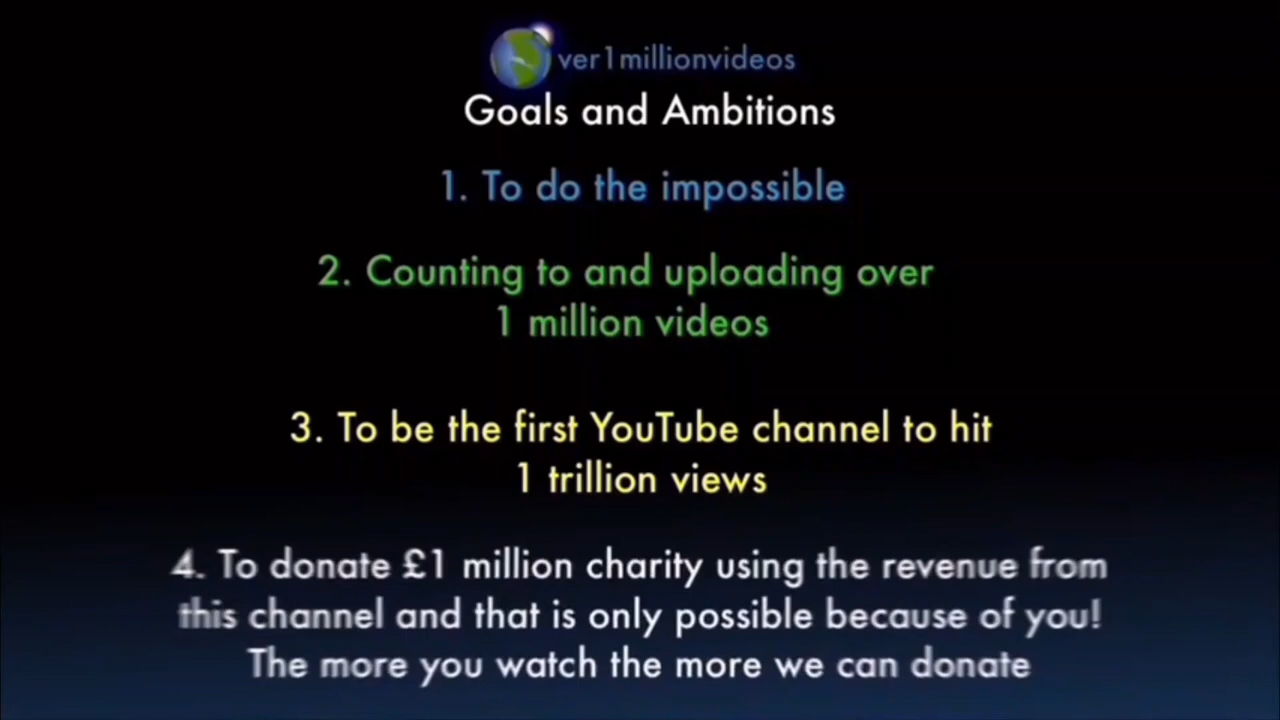 ver1millionvideos
Goals and Ambitions
1. To do the impossible
2. Counting to and uploading over
1 million videos
3. To be the first YouTube channel to hit
1 trillion views
4. To donate £1 million charity using the revenue from
this channel and that is only possible because of you!
The more you watch the more we can donate